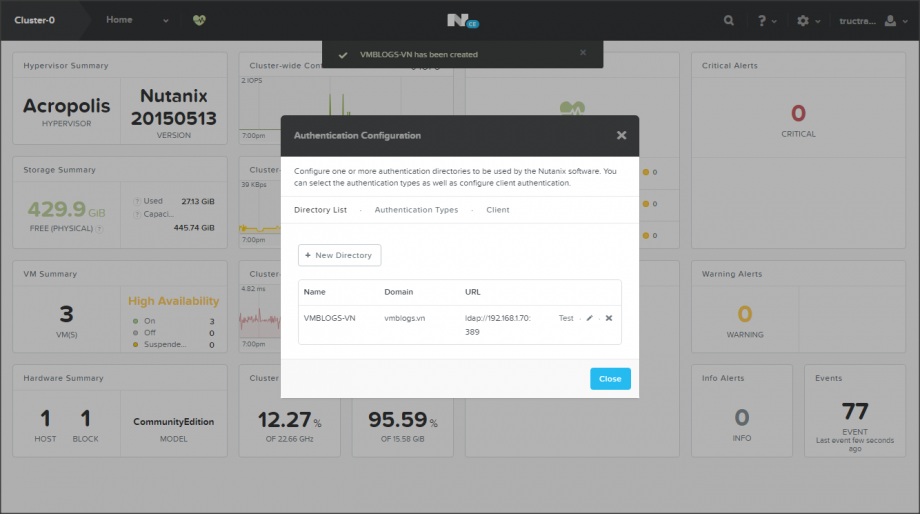 Cluster-0
Home
N CE
?
tructra...
VMBLOGS-VN has been created
Hypervisor Summary
Acropolis
HYPERVISOR
Nutanix
20150513
VERSION
Cluster-wide Con
2 IOPS
7:00pm
Critical Alerts
0
CRITICAL
Storage Summary
429.9 GiB
FREE (PHYSICAL) ?
? Used 27.13 GiB
? Capaci...
445.74 GiB
Cluster-
39 KBps
7:00pm
0
0
0
VM Summary
3
VM(S)
High Availability
On 3
Off 0
Suspende... 0
Cluster-
4.82 ms
7:00pm
Warning Alerts
0
WARNING
Hardware Summary
1
HOST
1
BLOCK
CommunityEdition
MODEL
Cluster
12.27 %
OF 22.66 GHz
95.59 %
OF 15.58 GiB
Info Alerts
0
INFO
Events
77
EVENT
Last event few seconds
ago
Authentication Configuration
Configure one or more authentication directories to be used by the Nutanix software. You
can select the authentication types as well as configure client authentication.
Directory List · Authentication Types · Client
+ New Directory
Name Domain URL
VMBLOGS-VN vmblogs.vn ldap://192.168.1.70: Test
389
Close